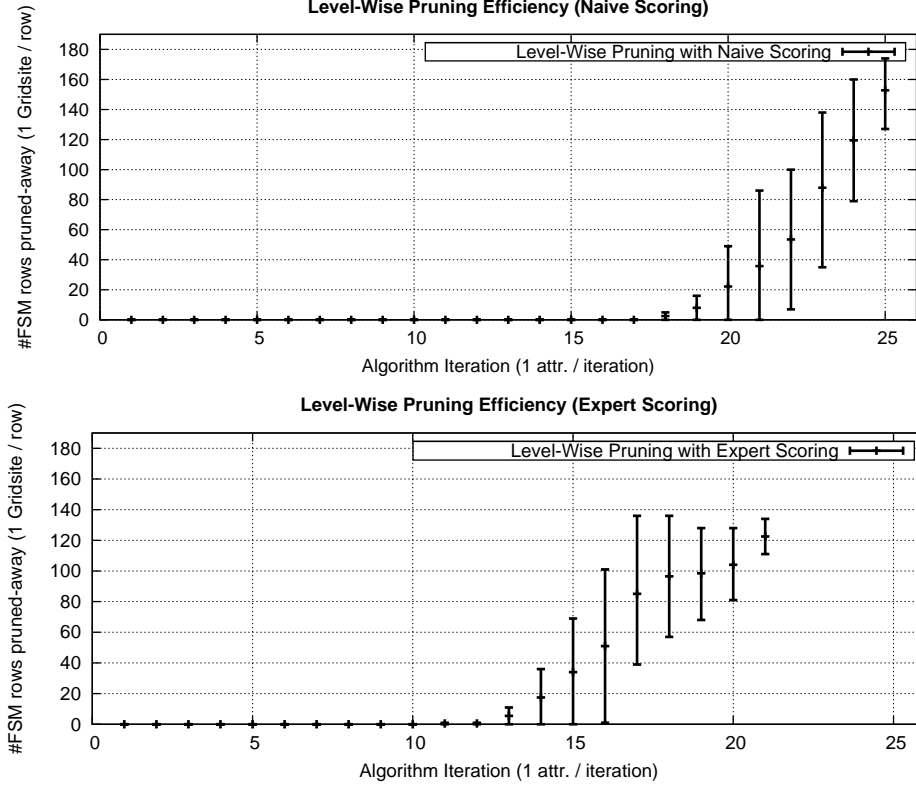 Level-Wise Pruning Efficiency (Naive Scoring)
#FSM rows pruned-away (1 Gridsite / row)
180
160
140
120
100
80
60
40
20
0
Level-Wise Pruning with Naive Scoring
0 5 10 15 20 25
Algorithm Iteration (1 attr. / iteration)
Level-Wise Pruning Efficiency (Expert Scoring)
#FSM rows pruned-away (1 Gridsite / row)
180
160
140
120
100
80
60
40
20
0
Level-Wise Pruning with Expert Scoring
0 5 10 15 20 25
Algorithm Iteration (1 attr. / iteration)